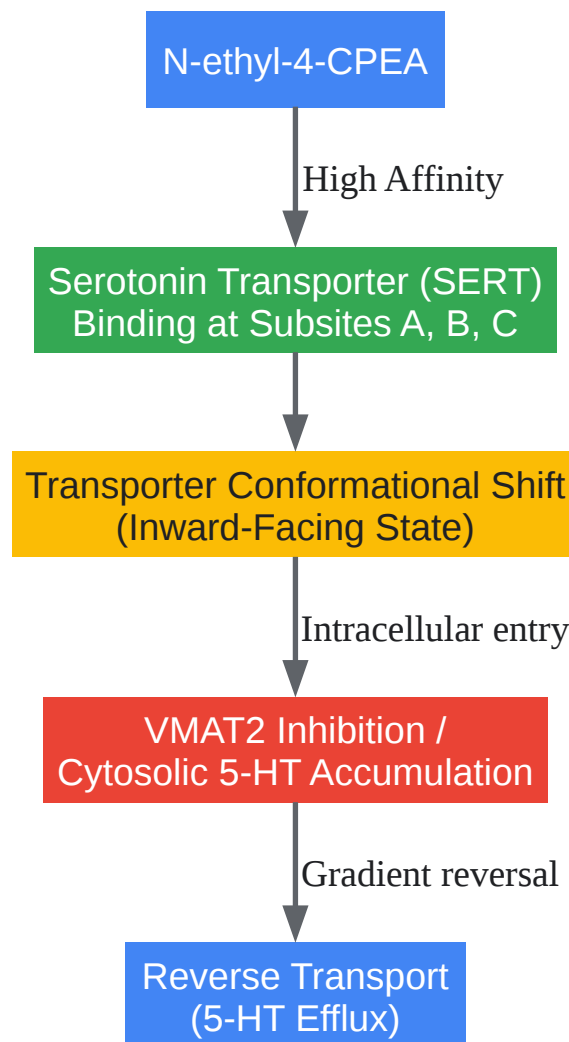 N-ethyl-4-CPEA
High Affinity
Serotonin Transporter (SERT)
Binding at Subsites A, B, C
Transporter Conformational Shift
(Inward-Facing State)
Intracellular entry
VMAT2 Inhibition /
Cytosolic 5-HT Accumulation
Gradient reversal
Reverse Transport
(5-HT Efflux)